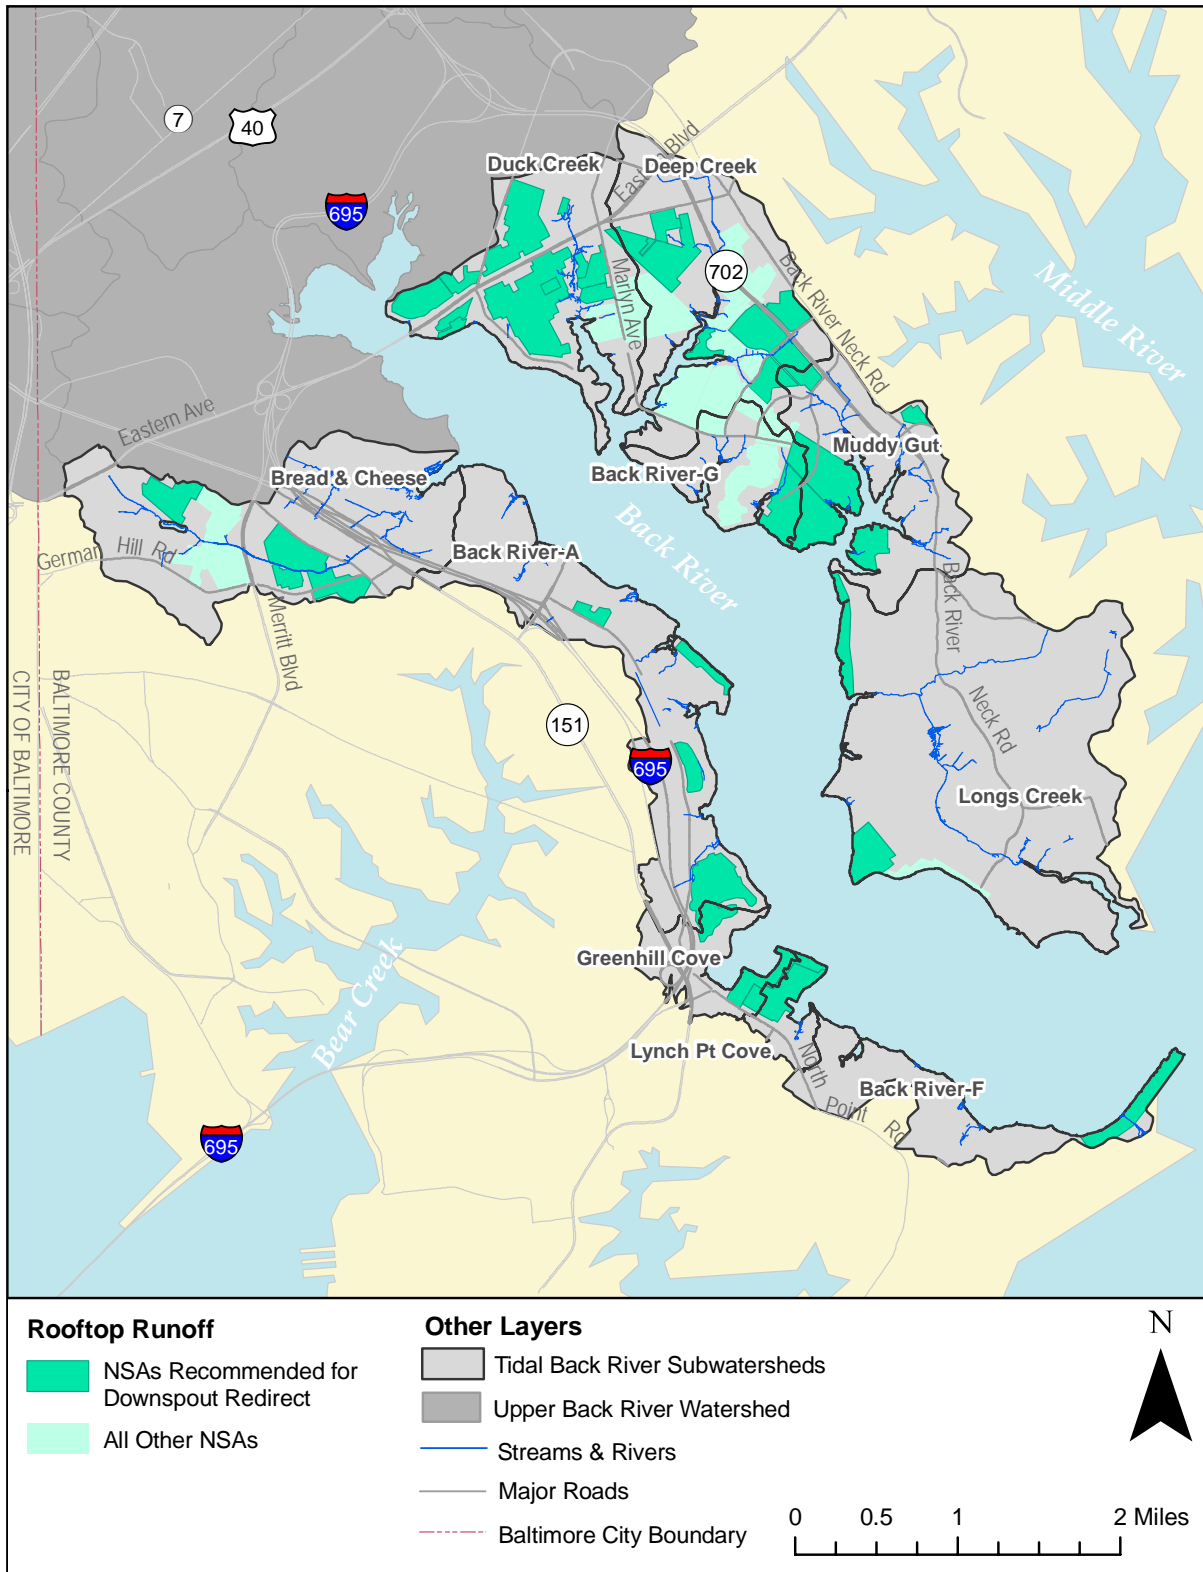 7
40
695
Duck Creek
Eastern Blvd
Deep Creek
702
Marlyn Ave
Back River Neck Rd
Middle River
Eastern Ave
Bread & Cheese
Muddy Gut
Back River-G
Back River
German Hill Rd
Back River-A
Merritt Blvd
Back River
Neck Rd
BALTIMORE COUNTY
CITY OF BALTIMORE
151
695
Longs Creek
Greenhill Cove
Bear Creek
Lynch Pt Cove
North
Point
Rd
Back River-F
695
Rooftop Runoff
NSAs Recommended for
Downspout Redirect
All Other NSAs
Other Layers
Tidal Back River Subwatersheds
Upper Back River Watershed
Streams & Rivers
Major Roads
Baltimore City Boundary
N
0 0.5 1 2 Miles